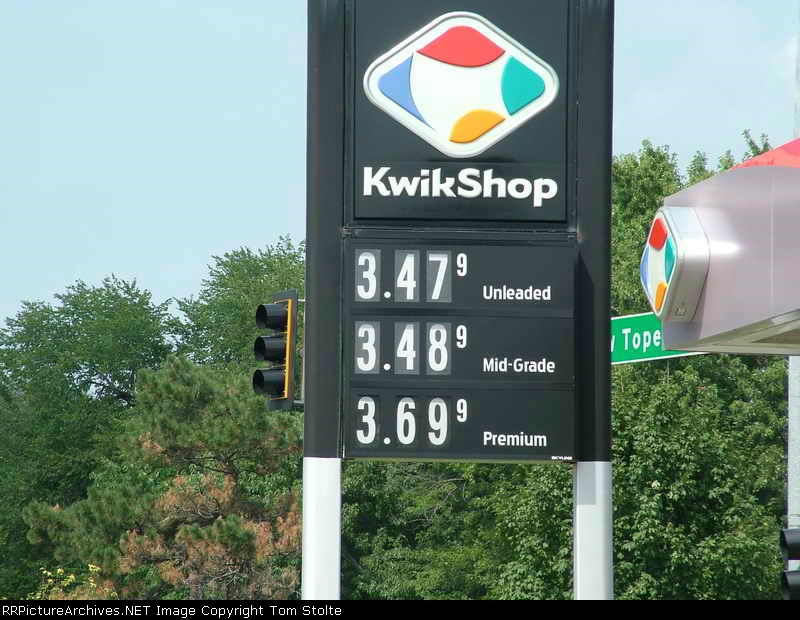 KwikShop
3.47 9 Unleaded
3.48 9 Mid-Grade
3.69 9 Premium
SKYLINE
Tope
RRPictureArchives.NET Image Copyright Tom Stolte